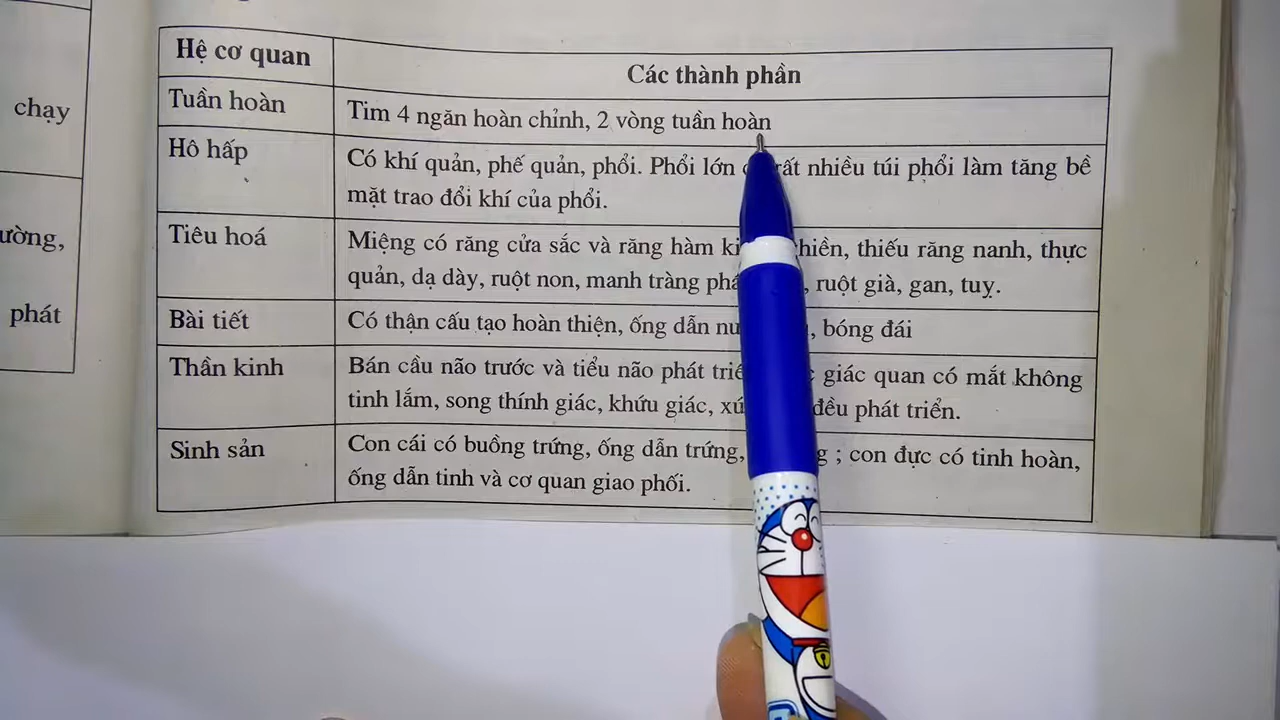 chạy
ường,
phát
Hệ cơ quan
Các thành phần
Tuần hoàn
Tim 4 ngăn hoàn chỉnh, 2 vòng tuần hoàn
Hô hấp
Có khí quản, phế quản, phổi. Phổi lớn rất nhiều túi phổi làm tăng bề
mặt trao đổi khí của phổi.
Tiêu hoá
Miệng có răng cửa sắc và răng hàm thiếu răng nanh, thực
quản, dạ dày, ruột non, manh tràng ruột già, gan, tuỵ.
Bài tiết
Có thận cấu tạo hoàn thiện, ống dẫn bóng đái
Thần kinh
Bán cầu não trước và tiểu não phát giác quan có mắt không
tinh lắm, song thính giác, khứu giác, đều phát triển.
Sinh sản
Con cái có buồng trứng, ống dẫn trứng, ; con đực có tinh hoàn,
ống dẫn tinh và cơ quan giao phối.